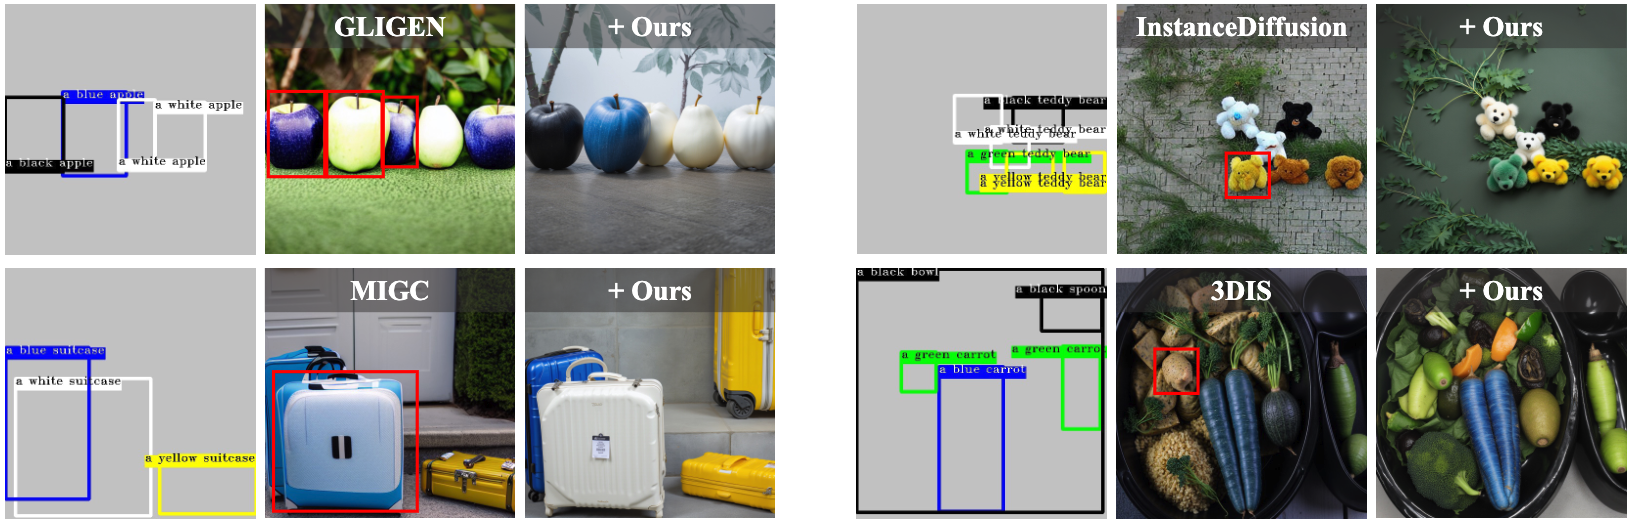 GLIGEN
+ Ours
a blue apple
a white apple
a black apple
a white apple
InstanceDiffusion
+ Ours
a black teddy bear
a white teddy bear
a white teddy bear
a green teddy bear
a yellow teddy bear
a yellow teddy bear
MIGC
+ Ours
a blue suitcase
a white suitcase
a yellow suitcase
3DIS
+ Ours
a black bowl
a black spoon
a green carrot
a green carro
a blue carrot